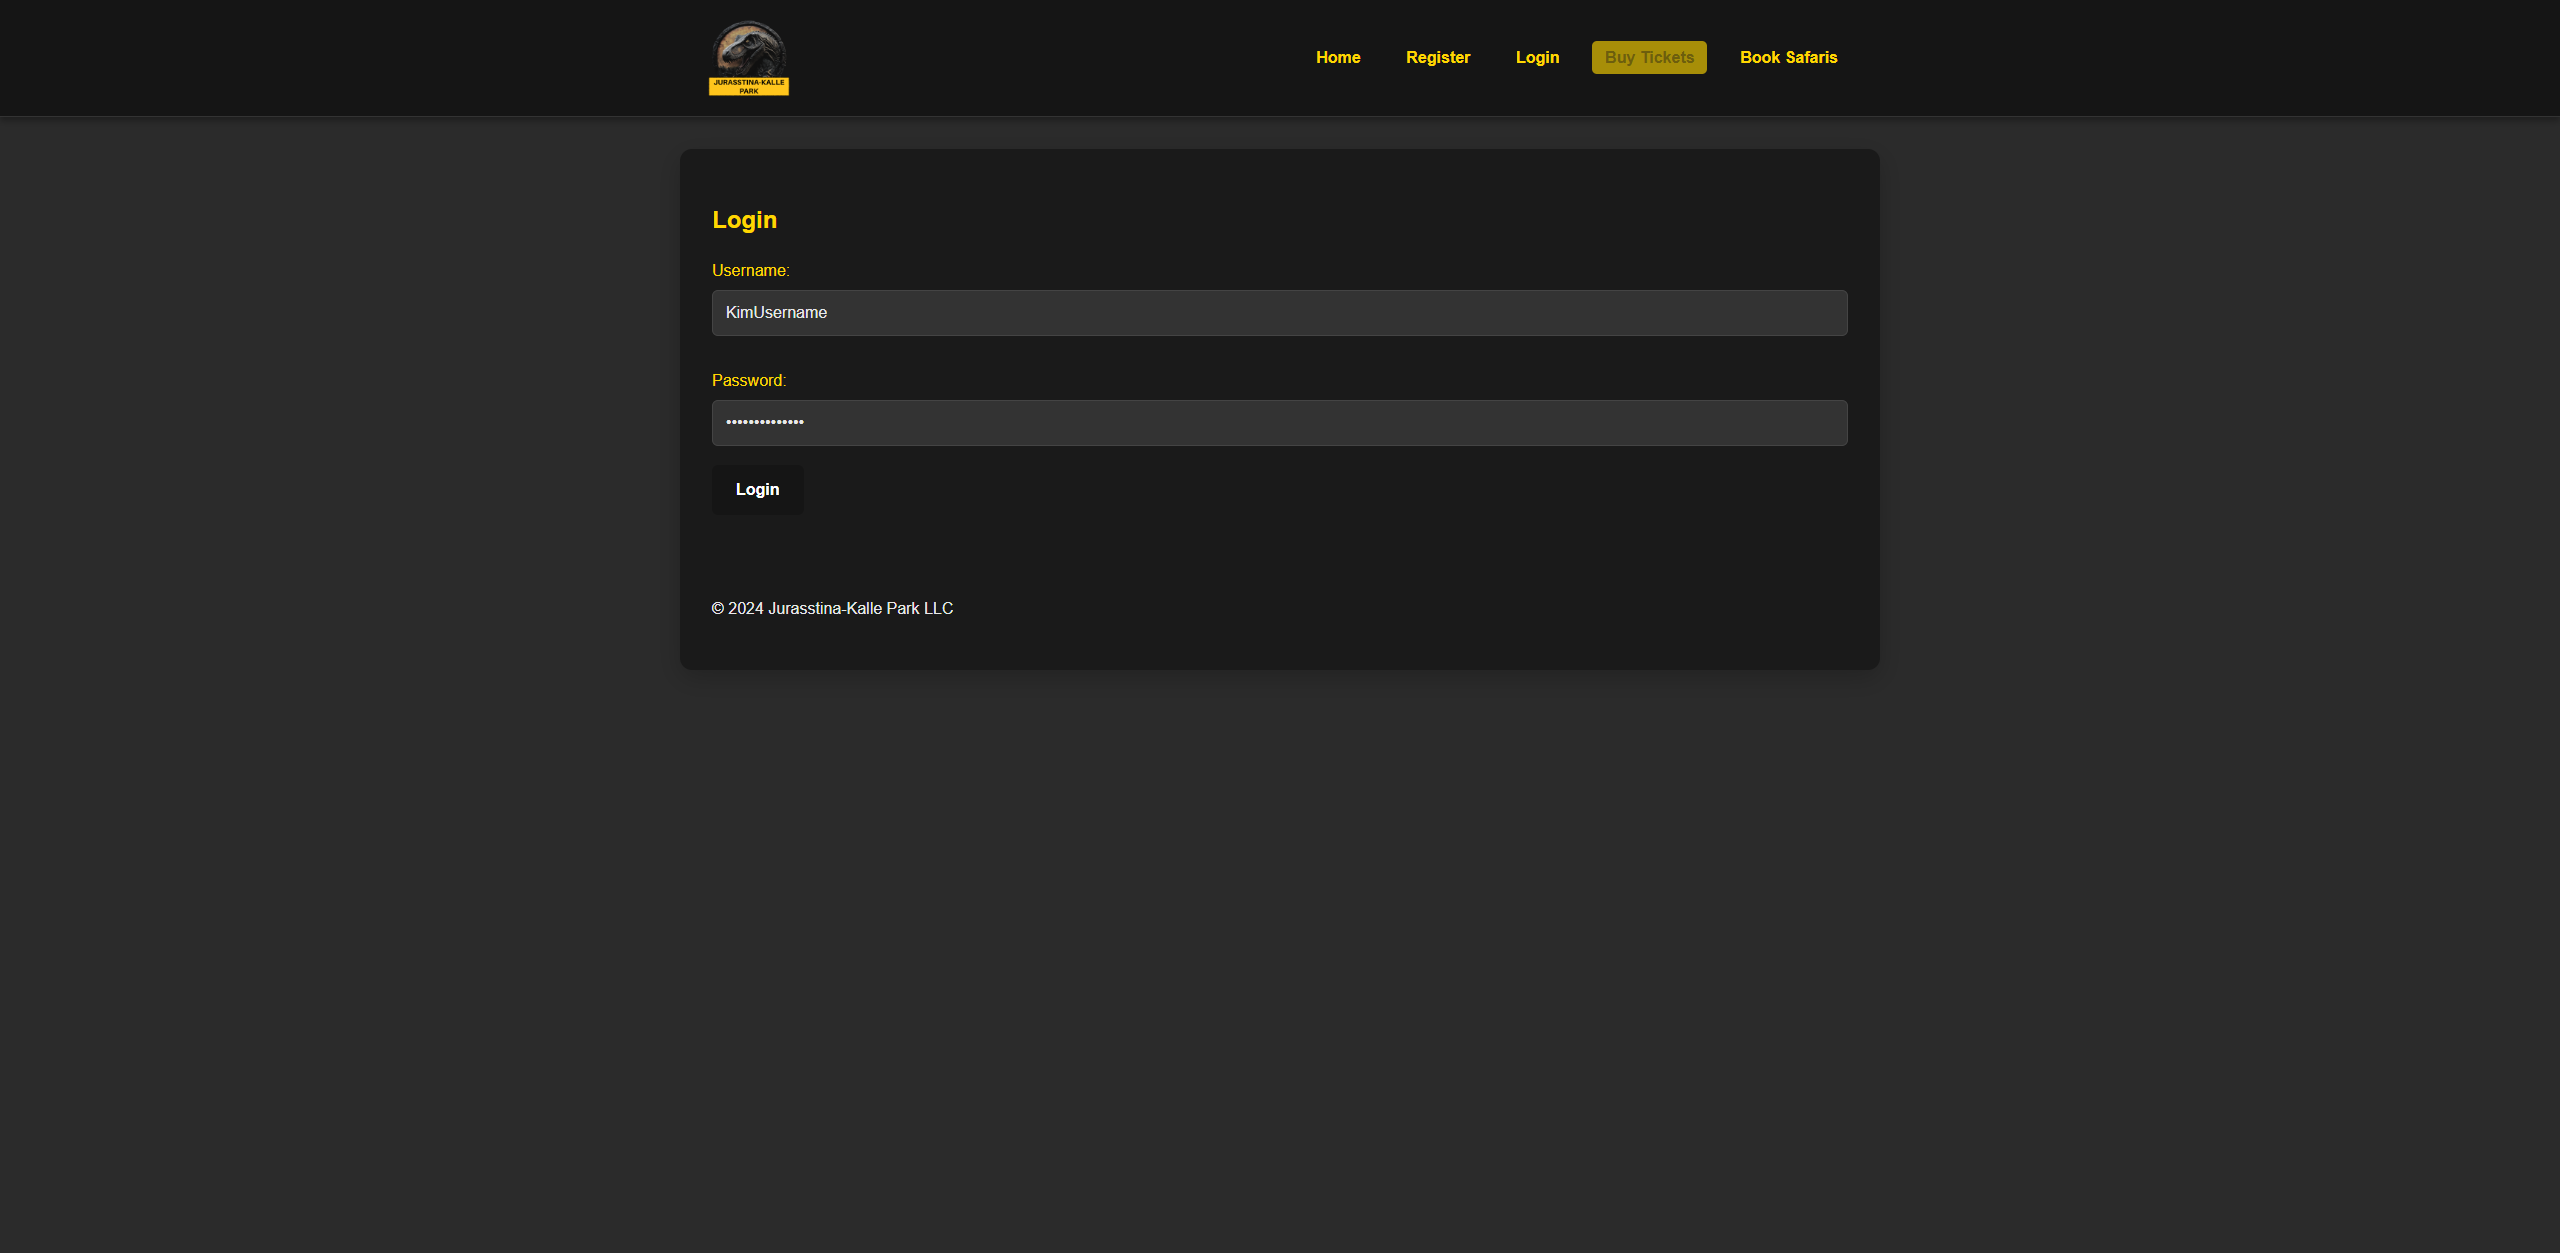 JURASSTINA-KALLE
PARK
Home
Register
Login
Buy Tickets
Book Safaris
Login
Username:
KimUsername
Password:
••••••••••••••
Login
© 2024 Jurasstina-Kalle Park LLC